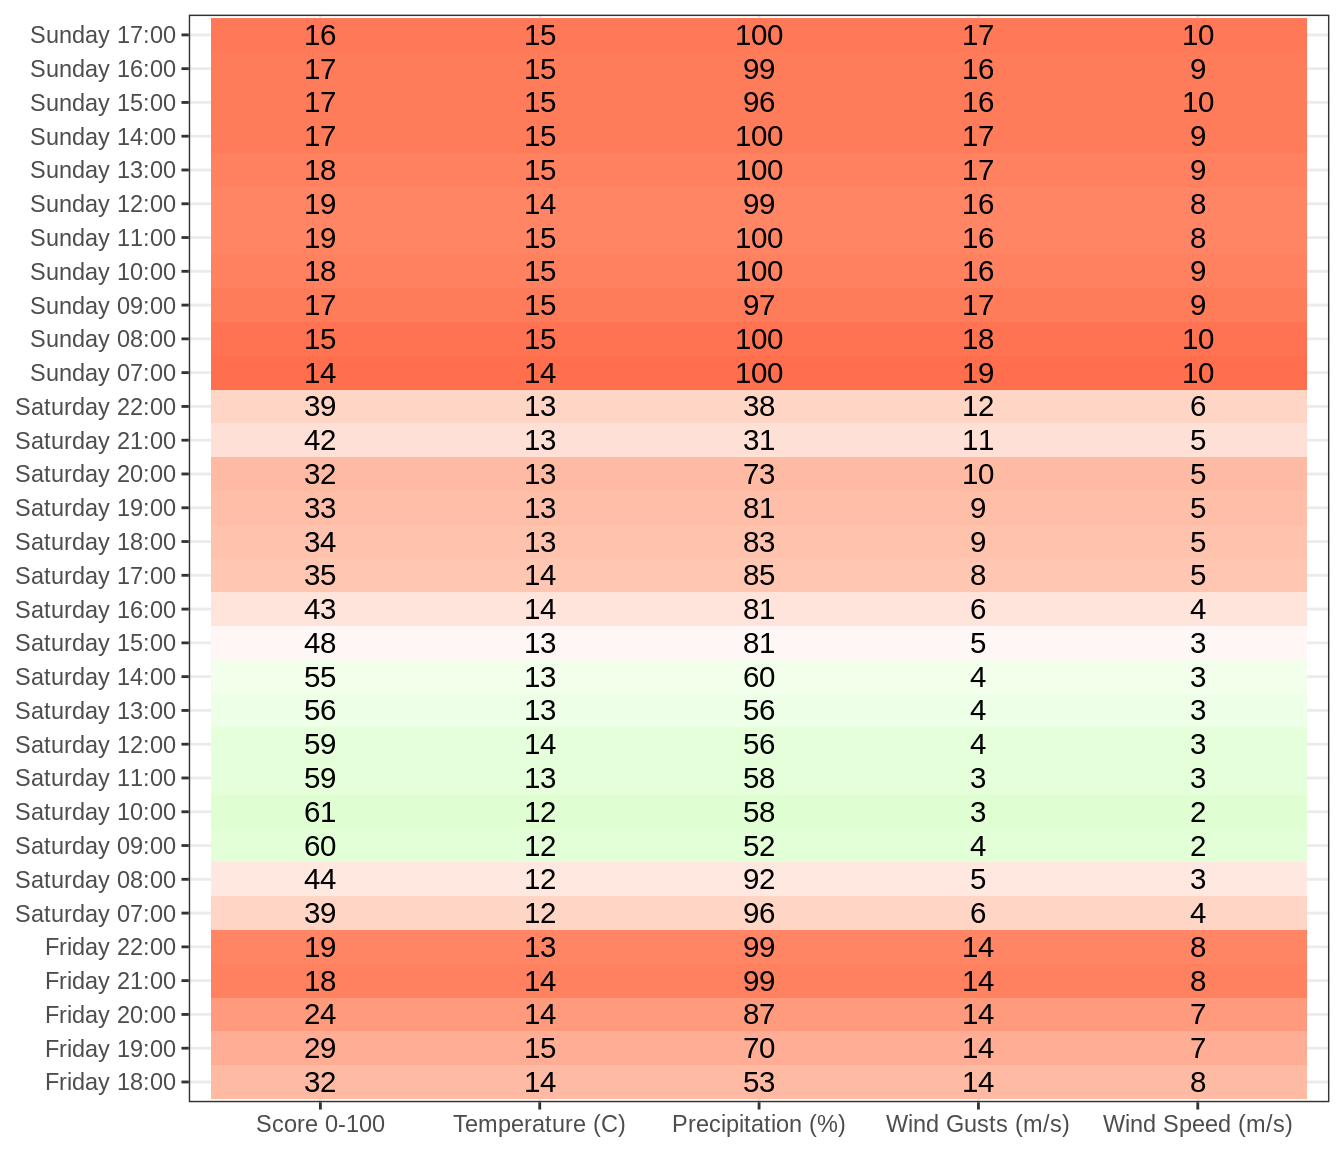 Sunday 17:00 16 15 100 17 10
Sunday 16:00 17 15 99 16 9
Sunday 15:00 17 15 96 16 10
Sunday 14:00 17 15 100 17 9
Sunday 13:00 18 15 100 17 9
Sunday 12:00 19 14 99 16 8
Sunday 11:00 19 15 100 16 8
Sunday 10:00 18 15 100 16 9
Sunday 09:00 17 15 97 17 9
Sunday 08:00 15 15 100 18 10
Sunday 07:00 14 14 100 19 10
Saturday 22:00 39 13 38 12 6
Saturday 21:00 42 13 31 11 5
Saturday 20:00 32 13 73 10 5
Saturday 19:00 33 13 81 9 5
Saturday 18:00 34 13 83 9 5
Saturday 17:00 35 14 85 8 5
Saturday 16:00 43 14 81 6 4
Saturday 15:00 48 13 81 5 3
Saturday 14:00 55 13 60 4 3
Saturday 13:00 56 13 56 4 3
Saturday 12:00 59 14 56 4 3
Saturday 11:00 59 13 58 3 3
Saturday 10:00 61 12 58 3 2
Saturday 09:00 60 12 52 4 2
Saturday 08:00 44 12 92 5 3
Saturday 07:00 39 12 96 6 4
Friday 22:00 19 13 99 14 8
Friday 21:00 18 14 99 14 8
Friday 20:00 24 14 87 14 7
Friday 19:00 29 15 70 14 7
Friday 18:00 32 14 53 14 8
Score 0-100 Temperature (C) Precipitation (%) Wind Gusts (m/s) Wind Speed (m/s)